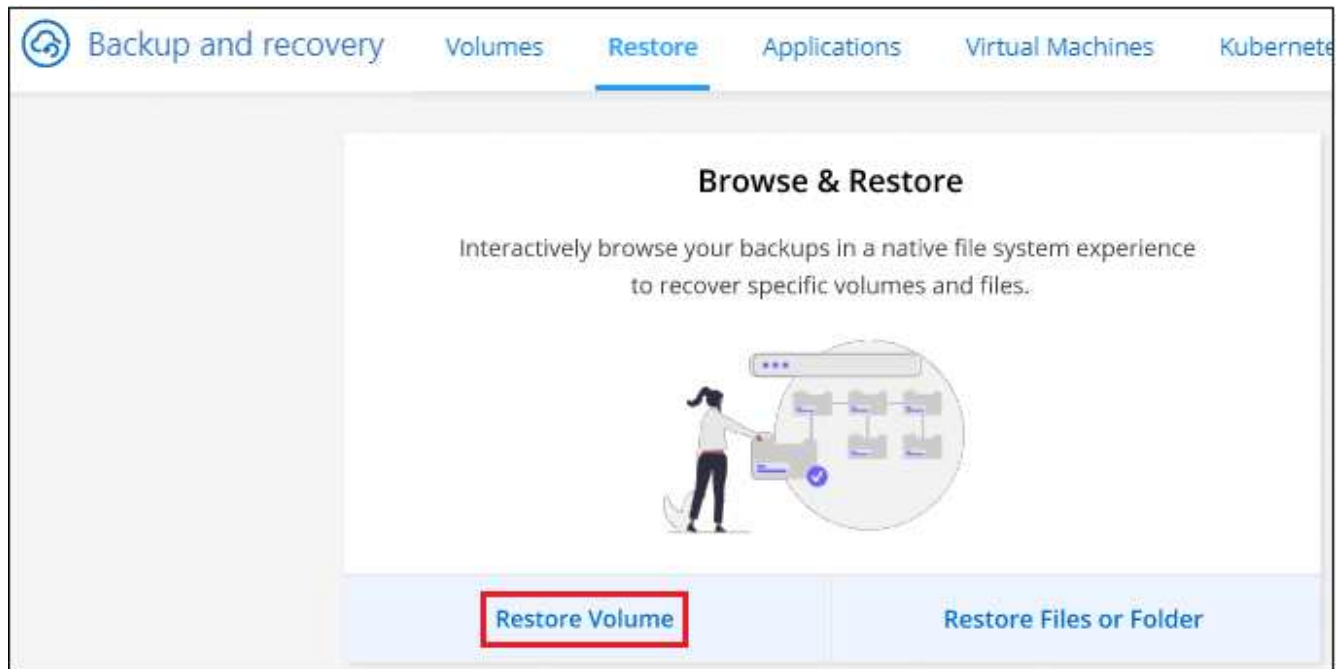 Backup and recovery Volumes Restore Applications Virtual Machines Kubernete
Browse & Restore
Interactively browse your backups in a native file system experience
to recover specific volumes and files.
Restore Volume Restore Files or Folder